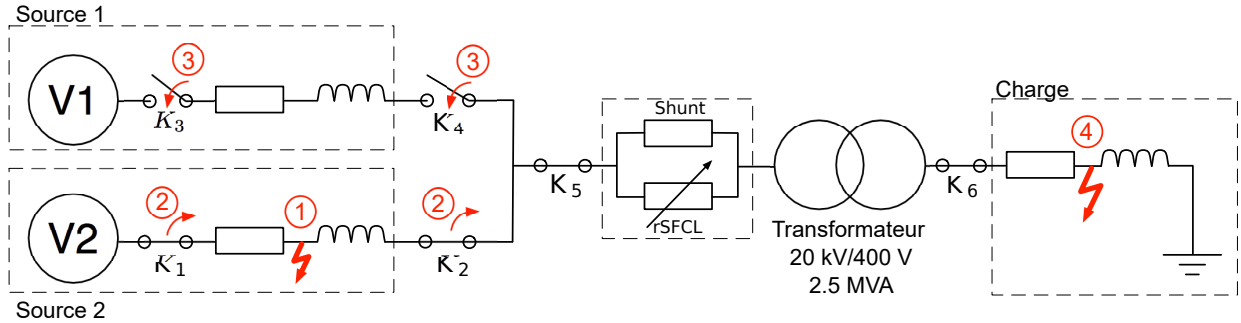 Source 1
V1
3
K3
3
K4
V2
2
K1
1
2
K2
Source 2
K5
Shunt
rSFCL
Transformateur
20 kV/400 V
2.5 MVA
K6
Charge
4